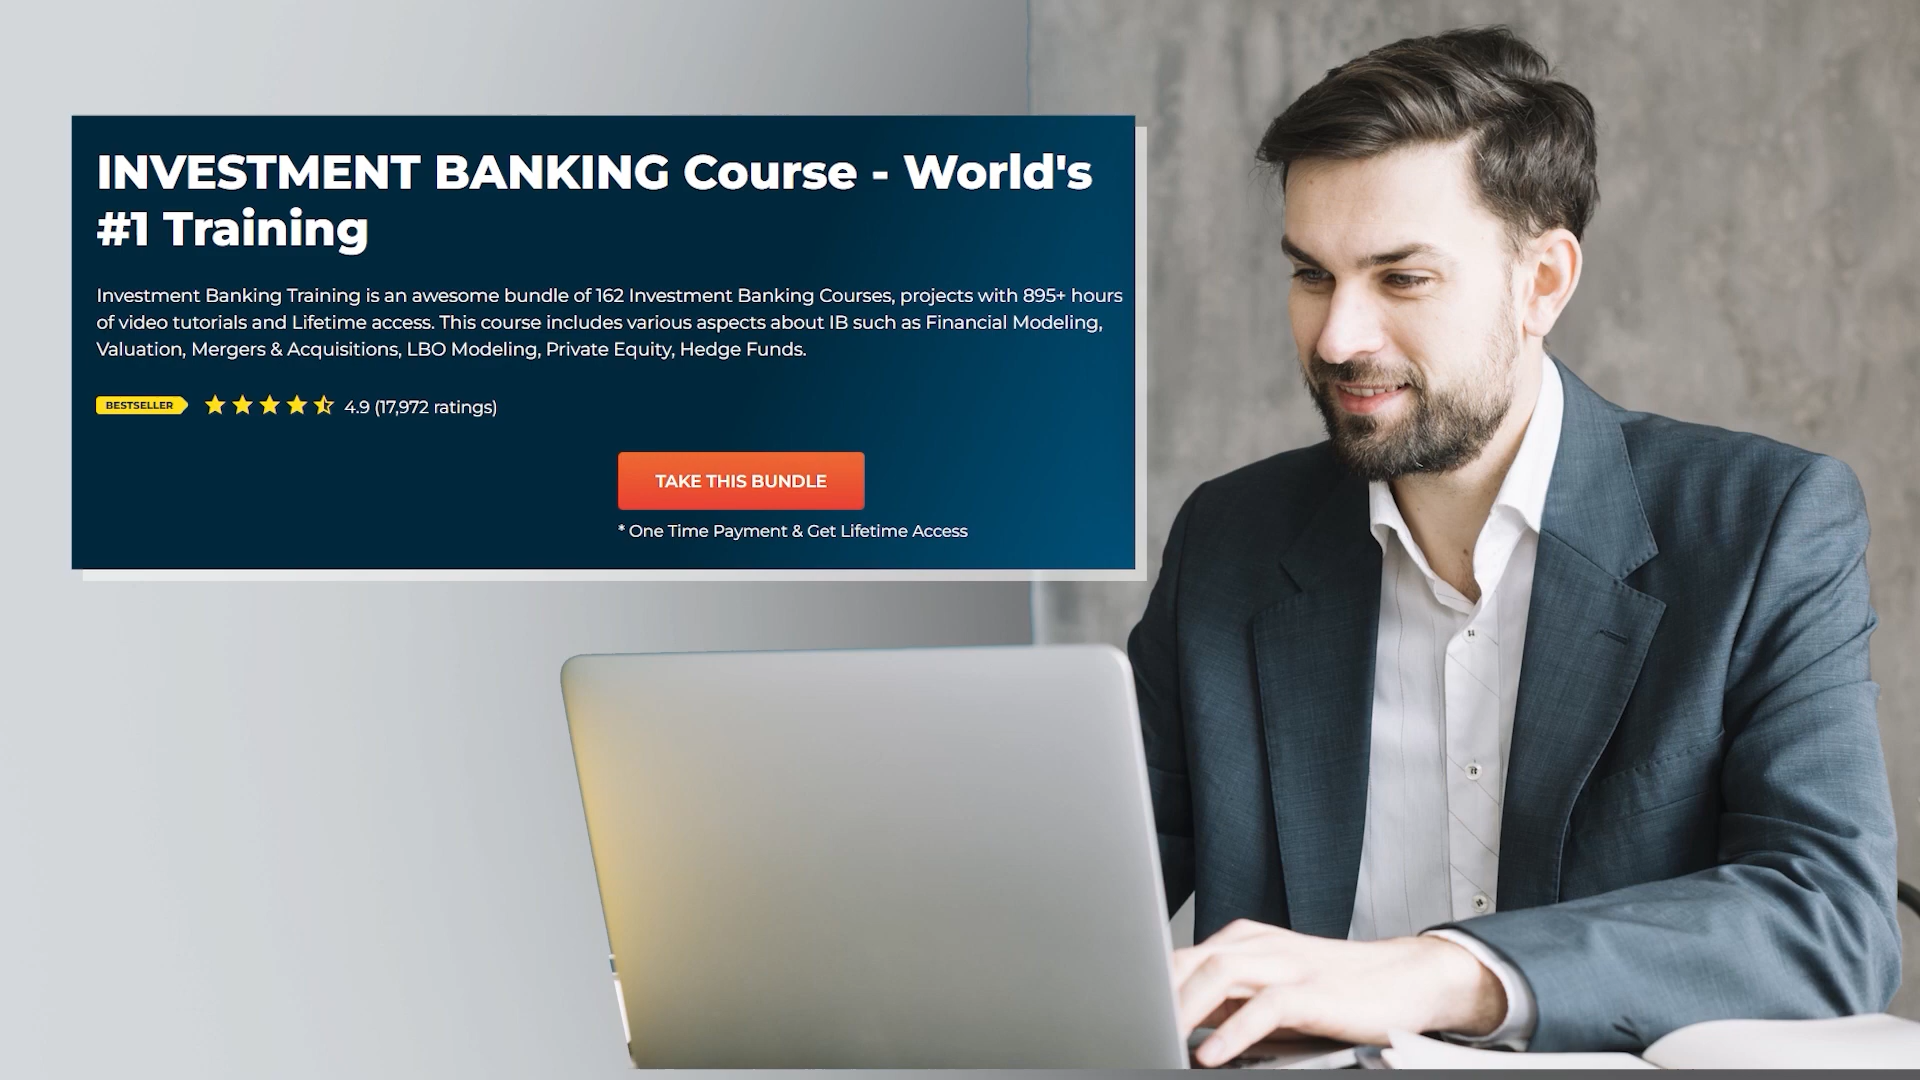 INVESTMENT BANKING Course - World's
#1 Training
Investment Banking Training is an awesome bundle of 162 Investment Banking Courses, projects with 895+ hours
of video tutorials and Lifetime access. This course includes various aspects about IB such as Financial Modeling,
Valuation, Mergers & Acquisitions, LBO Modeling, Private Equity, Hedge Funds.
BESTSELLER 4.9 (17,972 ratings)
TAKE THIS BUNDLE
* One Time Payment & Get Lifetime Access